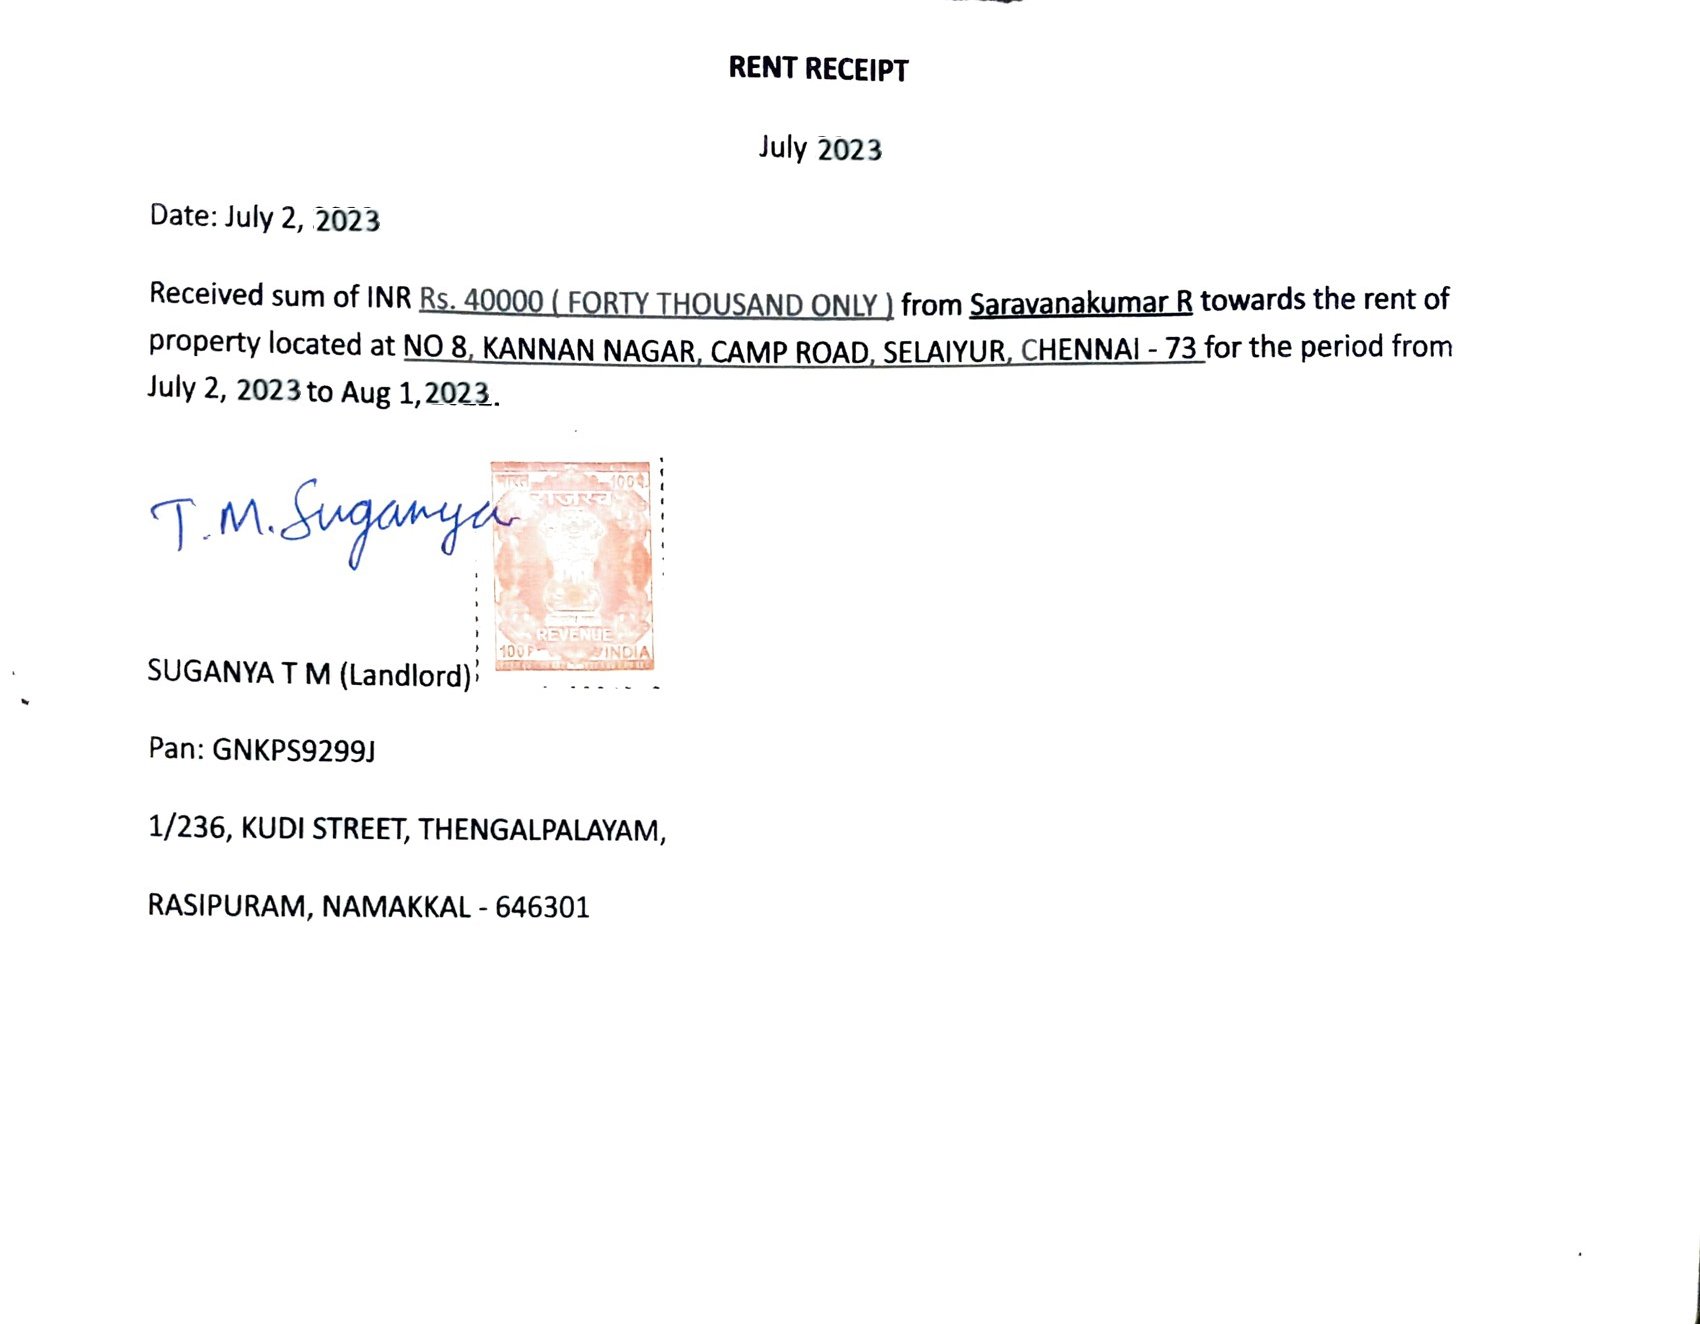 RENT RECEIPT
July 2023
Date: July 2, 2023
Received sum of INR Rs. 40000 ( FORTY THOUSAND ONLY ) from Saravanakumar R towards the rent of
property located at NO 8, KANNAN NAGAR, CAMP ROAD, SELAIYUR, CHENNAI - 73 for the period from
July 2, 2023 to Aug 1, 2023.
T.M. Suganya
भारत 100
राजस्व
REVENUE
100 P INDIA
SUGANYA T M (Landlord)
Pan: GNKPS9299J
1/236, KUDI STREET, THENGALPALAYAM,
RASIPURAM, NAMAKKAL - 646301